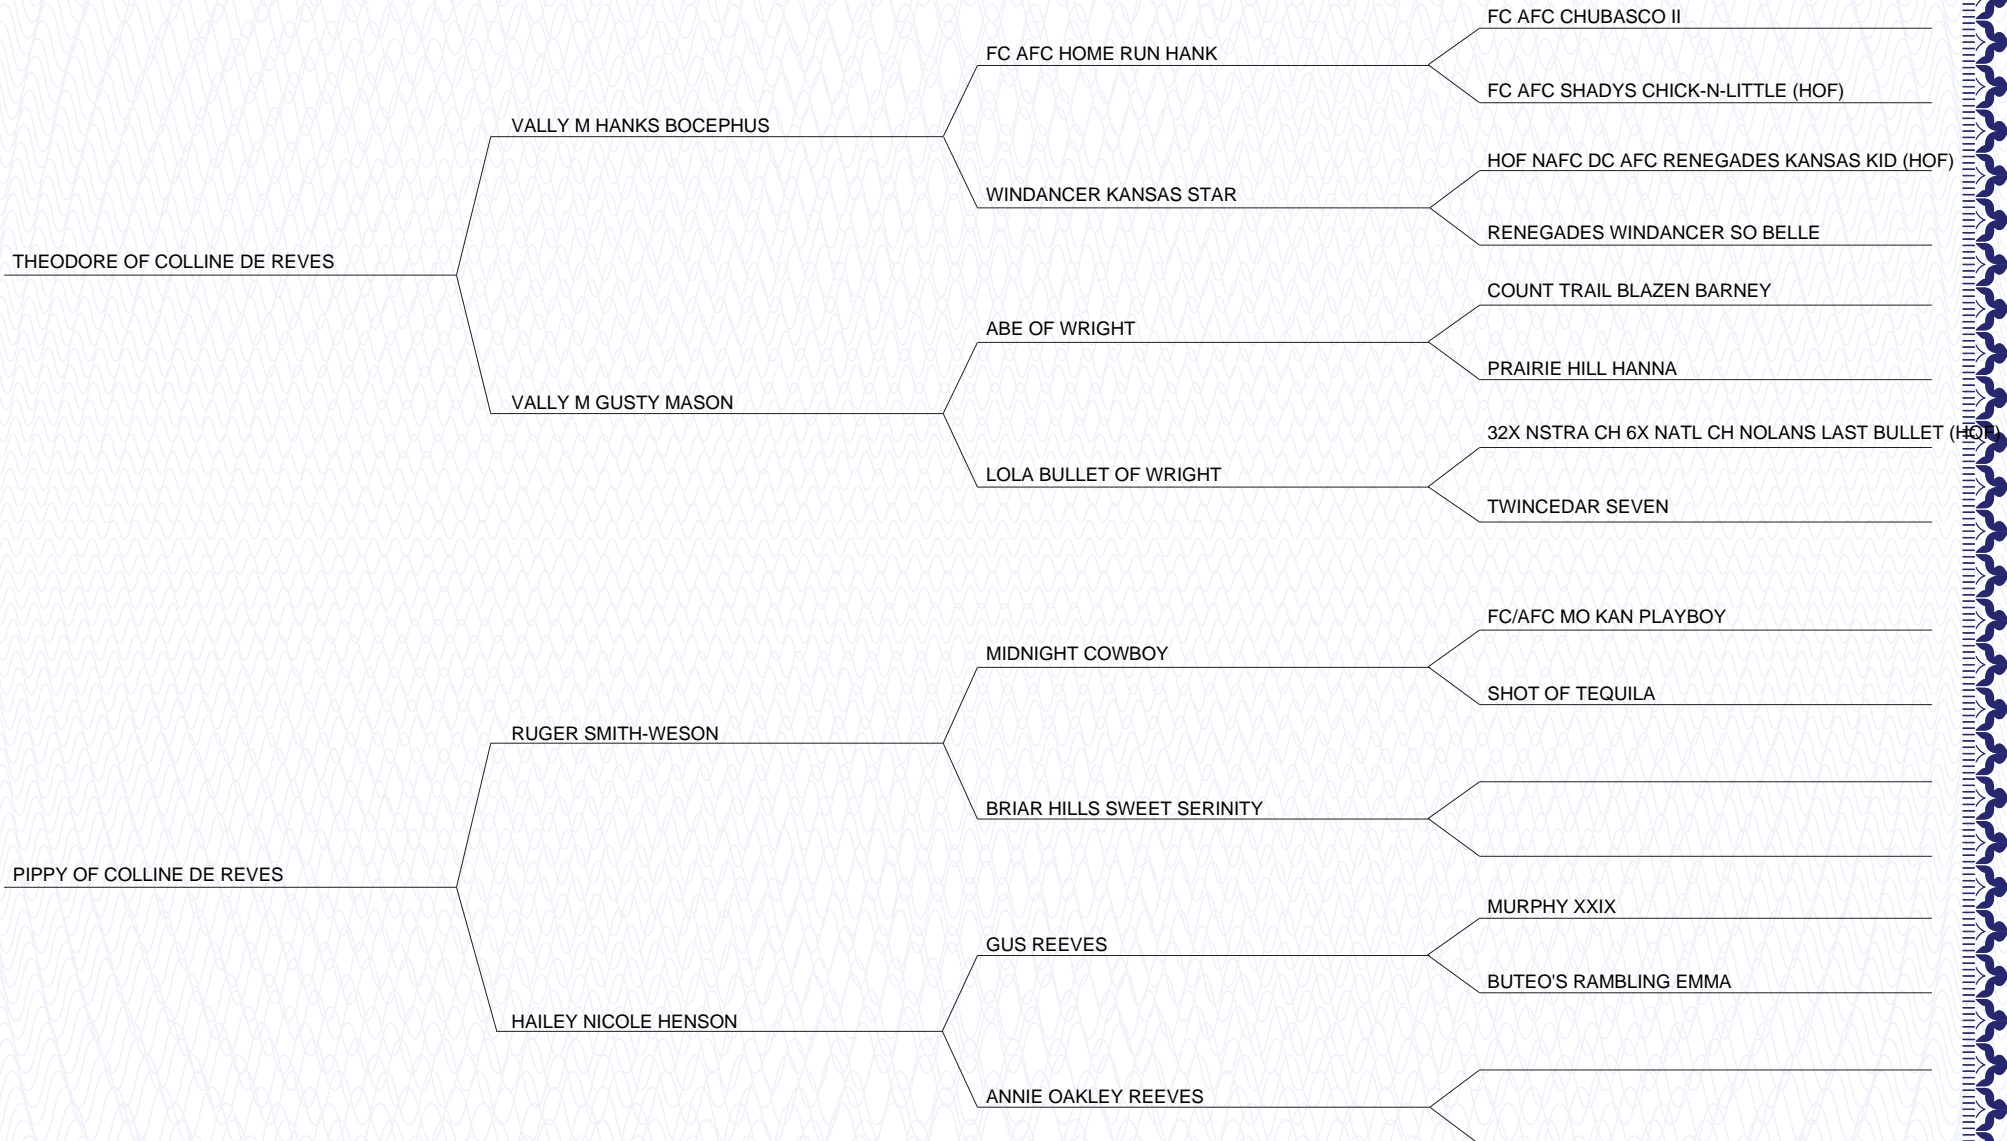 FC AFC CHUBASCO II
FC AFC HOME RUN HANK
FC AFC SHADYS CHICK-N-LITTLE (HOF)
VALLY M HANKS BOCEPHUS
HOF NAFC DC AFC RENEGADES KANSAS KID (HOF)
WINDANCER KANSAS STAR
RENEGADES WINDANCER SO BELLE
THEODORE OF COLLINE DE REVES
COUNT TRAIL BLAZEN BARNEY
ABE OF WRIGHT
PRAIRIE HILL HANNA
VALLY M GUSTY MASON
32X NSTRA CH 6X NATL CH NOLANS LAST BULLET (HOF)
LOLA BULLET OF WRIGHT
TWINCEDAR SEVEN
FC/AFC MO KAN PLAYBOY
MIDNIGHT COWBOY
SHOT OF TEQUILA
RUGER SMITH-WESON
BRIAR HILLS SWEET SERINITY
PIPPY OF COLLINE DE REVES
MURPHY XXIX
GUS REEVES
BUTEO'S RAMBLING EMMA
HAILEY NICOLE HENSON
ANNIE OAKLEY REEVES